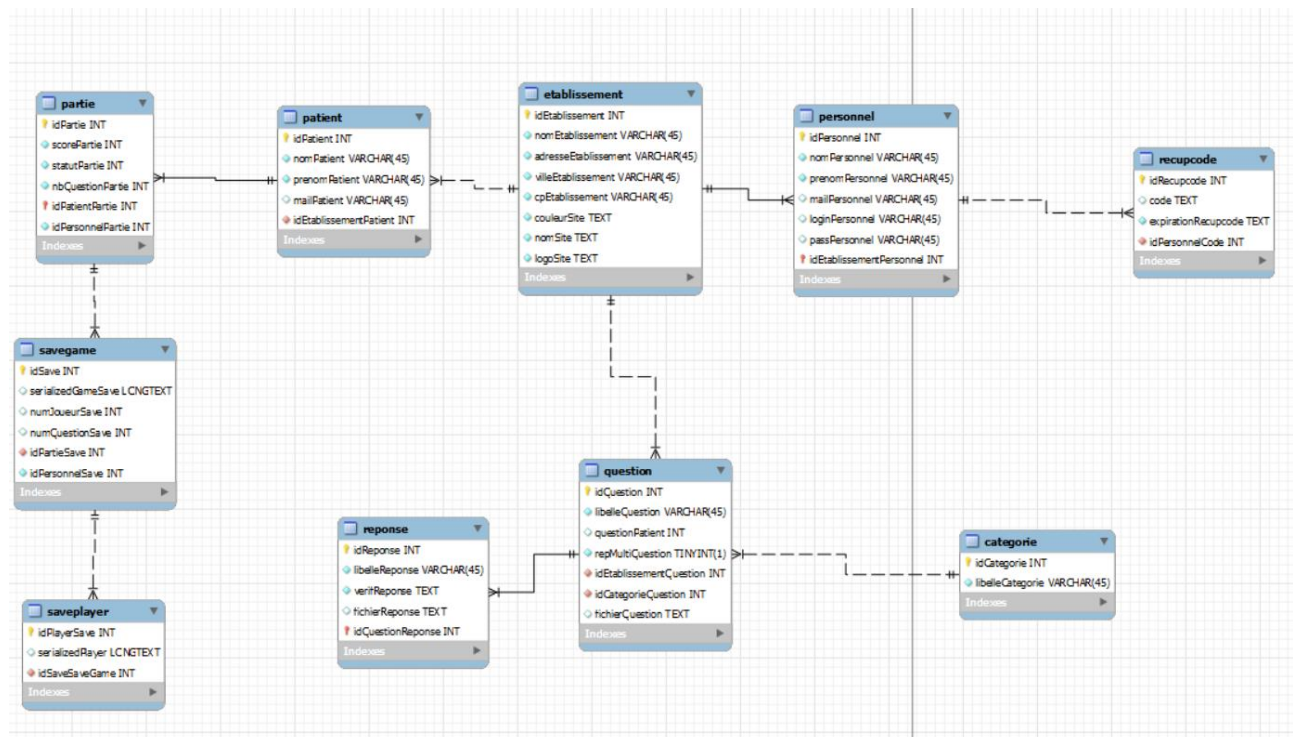 partie
idPartie INT
scorePartie INT
statutPartie INT
nbQuestionPartie INT
idPatientPartie INT
idPersonnelPartie INT
Indexes
patient
idPatient INT
nomPatient VARCHAR(45)
prenomPatient VARCHAR(45)
mailPatient VARCHAR(45)
idEtablissementPatient INT
Indexes
etablissement
idEtablissement INT
nomEtablissement VARCHAR(45)
adresseEtablissement VARCHAR(45)
villeEtablissement VARCHAR(45)
cpEtablissement VARCHAR(45)
couleurSite TEXT
nomSite TEXT
logoSite TEXT
Indexes
personnel
idPersonnel INT
nomPersonnel VARCHAR(45)
prenomPersonnel VARCHAR(45)
mailPersonnel VARCHAR(45)
loginPersonnel VARCHAR(45)
passPersonnel VARCHAR(45)
idEtablissementPersonnel INT
Indexes
recupcode
idRecupcode INT
code TEXT
expirationRecupcode TEXT
idPersonnelCode INT
Indexes
savegame
idSave INT
serializedGameSave LONGTEXT
numJoueurSave INT
numQuestionSave INT
idPartieSave INT
idPersonnelSave INT
Indexes
saveplayer
idPlayerSave INT
serializedPlayer LONGTEXT
idSaveSaveGame INT
Indexes
reponse
idReponse INT
libelleReponse VARCHAR(45)
verifReponse TEXT
fichierReponse TEXT
idQuestionReponse INT
Indexes
question
idQuestion INT
libelleQuestion VARCHAR(45)
questionPatient INT
repMultiQuestion TINYINT(1)
idEtablissementQuestion INT
idCategorieQuestion INT
fichierQuestion TEXT
Indexes
categorie
idCategorie INT
libelleCategorie VARCHAR(45)
Indexes